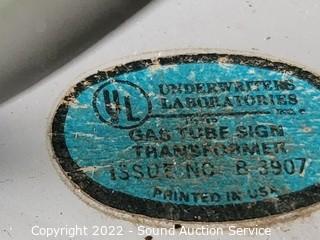 UL
UNDERWRITERS
LABORATORIES
INC.
GAS TUBE SIGN
TRANSFORMER
ISSUE NO B-3907
PRINTED IN USA
Copyright ©2022 - Sound Auction Service